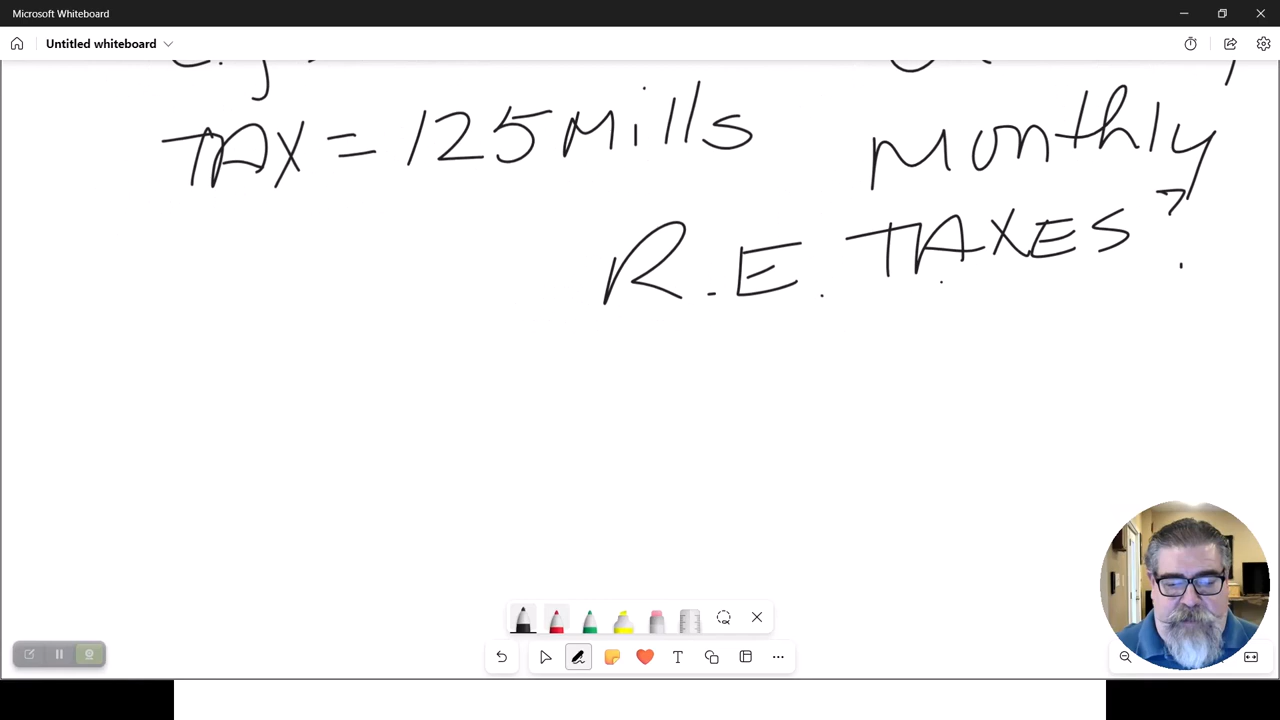 Microsoft Whiteboard
Untitled whiteboard
TAX = 125 Mills
Monthly
R.E. TAXES?